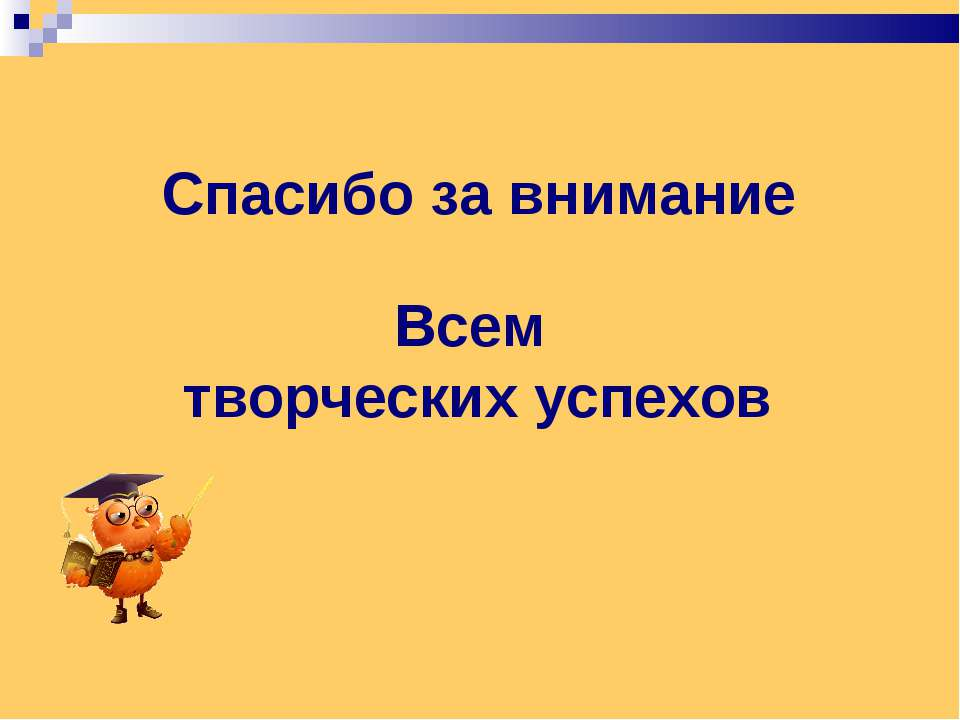 Спасибо за внимание
Всем
творческих успехов